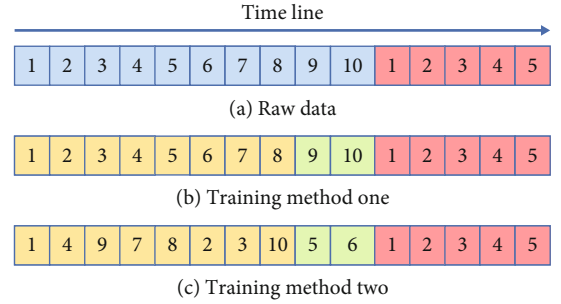 Time line
1 2 3 4 5 6 7 8 9 10 1 2 3 4 5
(a) Raw data
1 2 3 4 5 6 7 8 9 10 1 2 3 4 5
(b) Training method one
1 4 9 7 8 2 3 10 5 6 1 2 3 4 5
(c) Training method two